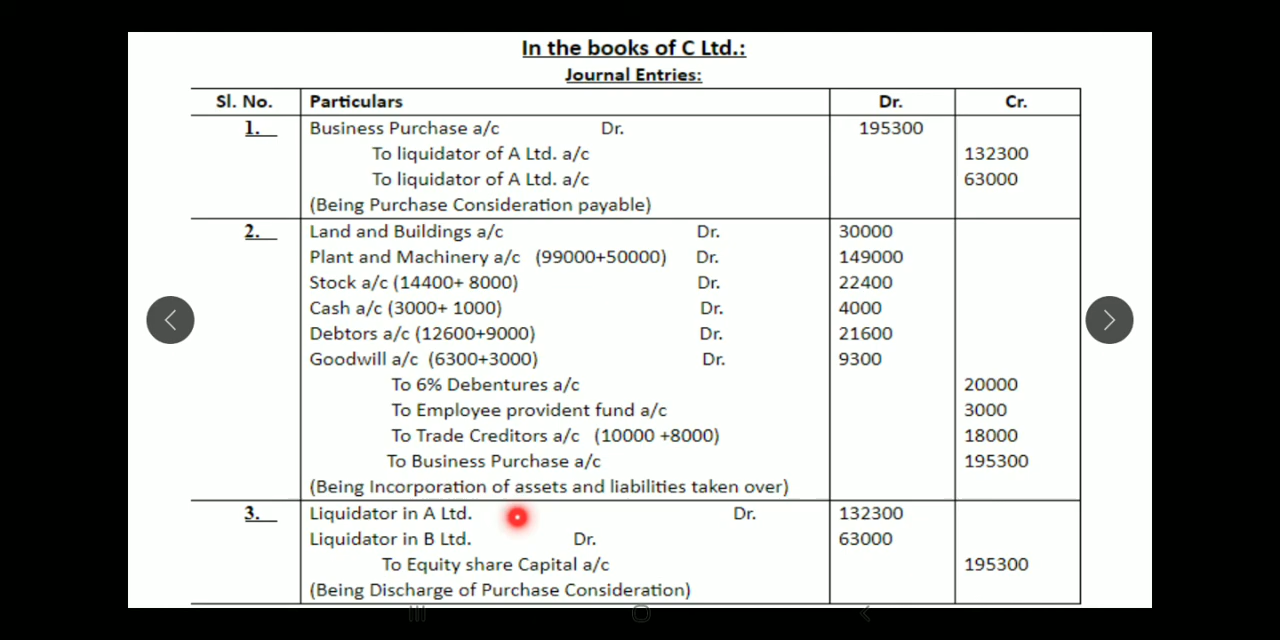 In the books of C Ltd.:
Journal Entries:
Sl. No. Particulars Dr. Cr.
1. Business Purchase a/c Dr. 195300
To liquidator of A Ltd. a/c 132300
To liquidator of A Ltd. a/c 63000
(Being Purchase Consideration payable)
2. Land and Buildings a/c Dr. 30000
Plant and Machinery a/c (99000+50000) Dr. 149000
Stock a/c (14400+ 8000) Dr. 22400
Cash a/c (3000+ 1000) Dr. 4000
Debtors a/c (12600+9000) Dr. 21600
Goodwill a/c (6300+3000) Dr. 9300
To 6% Debentures a/c 20000
To Employee provident fund a/c 3000
To Trade Creditors a/c (10000 +8000) 18000
To Business Purchase a/c 195300
(Being Incorporation of assets and liabilities taken over)
3. Liquidator in A Ltd. Dr. 132300
Liquidator in B Ltd. Dr. 63000
To Equity share Capital a/c 195300
(Being Discharge of Purchase Consideration)